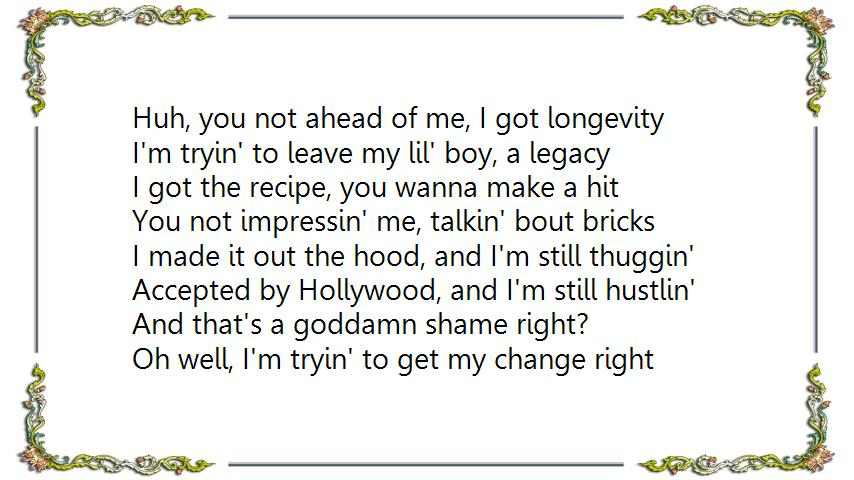 Huh, you not ahead of me, I got longevity
I'm tryin' to leave my lil' boy, a legacy
I got the recipe, you wanna make a hit
You not impressin' me, talkin' bout bricks
I made it out the hood, and I'm still thuggin'
Accepted by Hollywood, and I'm still hustlin'
And that's a goddamn shame right?
Oh well, I'm tryin' to get my change right